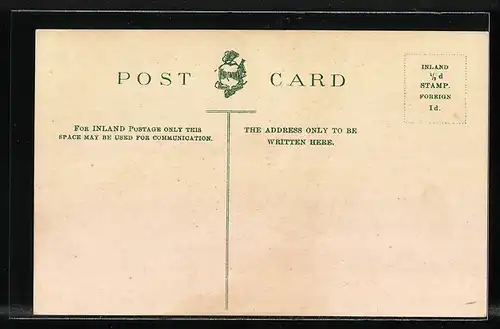 POST CARD
INLAND
½d
STAMP.
FOREIGN
1d.
FOR INLAND POSTAGE ONLY THIS
SPACE MAY BE USED FOR COMMUNICATION.
THE ADDRESS ONLY TO BE
WRITTEN HERE.